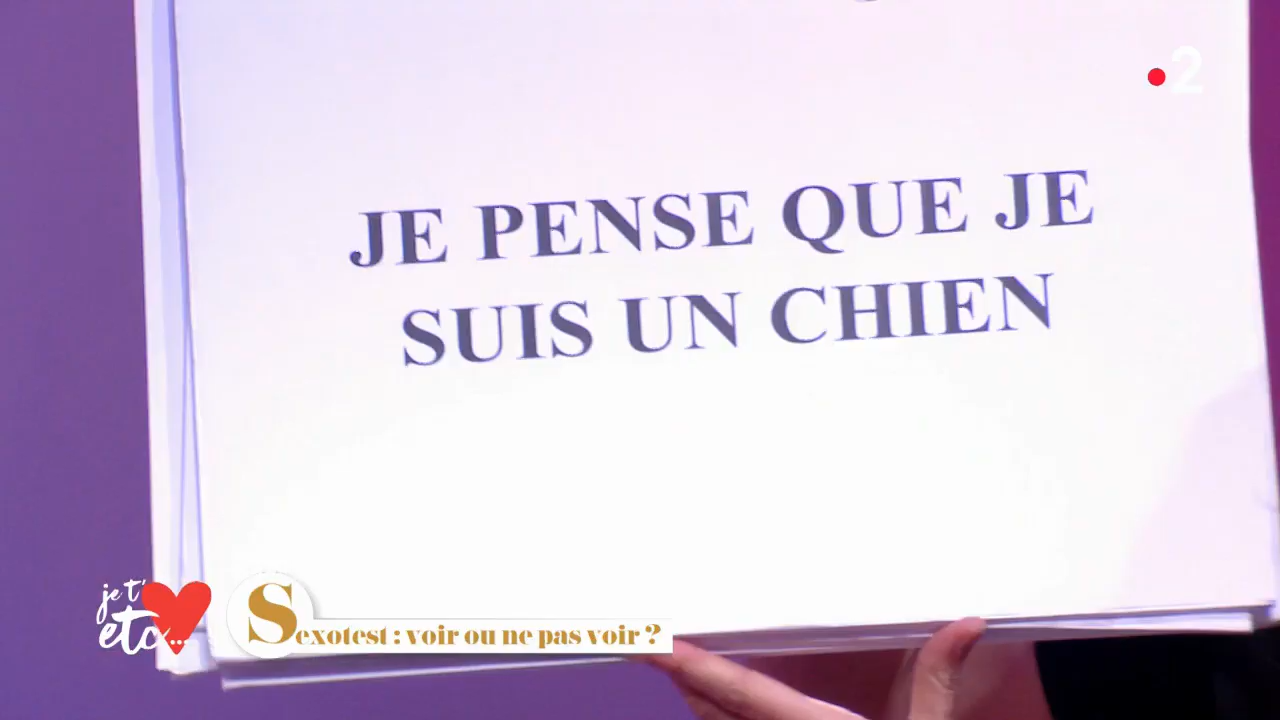 2
JE PENSE QUE JE
SUIS UN CHIEN
je t'
etc...
Sexotest : voir ou ne pas voir ?